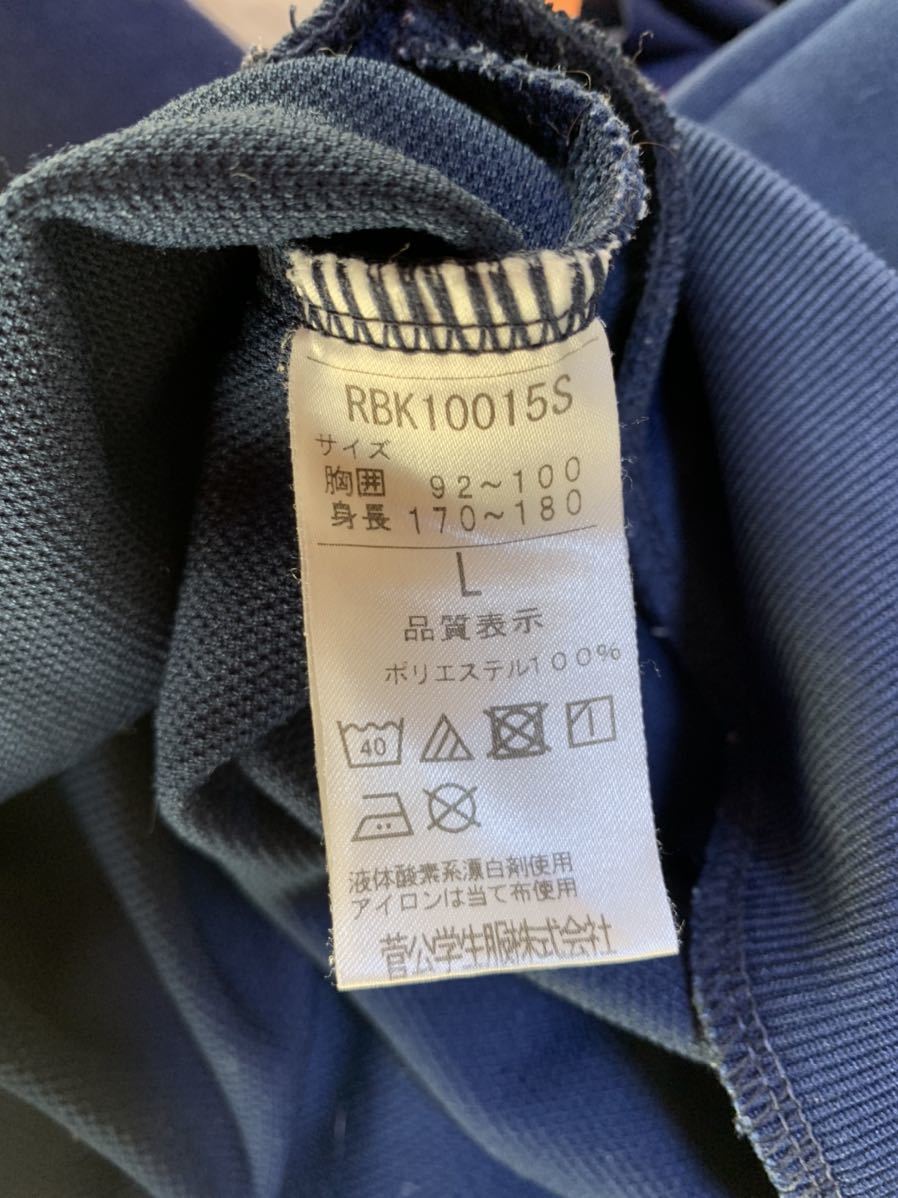 RBK10015S
サイズ
胸囲 92~100
身長 170~180
L
品質表示
ポリエステル100%
40
液体酸素系漂白剤使用
アイロンは当て布使用
菅公学生服株式会社